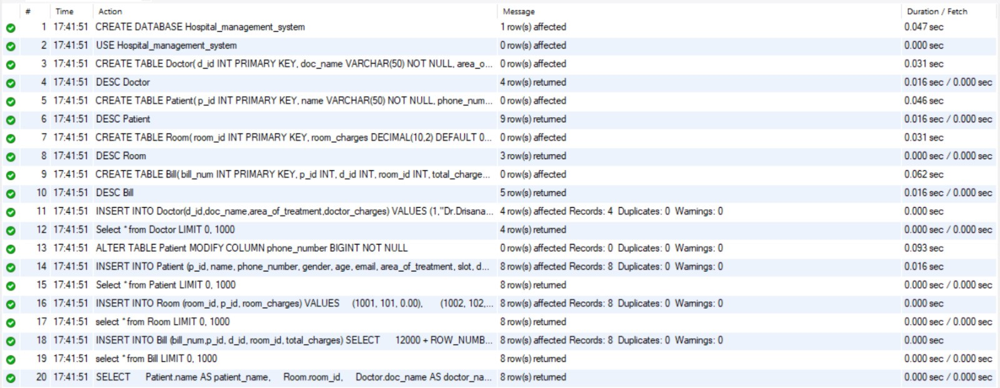 # Time Action Message Duration / Fetch
1 17:41:51 CREATE DATABASE Hospital_management_system 1 row(s) affected 0.047 sec
2 17:41:51 USE Hospital_management_system 0 row(s) affected 0.000 sec
3 17:41:51 CREATE TABLE Doctor( d_id INT PRIMARY KEY, doc_name VARCHAR(50) NOT NULL, area_o... 0 row(s) affected 0.031 sec
4 17:41:51 DESC Doctor 4 row(s) returned 0.016 sec / 0.000 sec
5 17:41:51 CREATE TABLE Patient( p_id INT PRIMARY KEY, name VARCHAR(50) NOT NULL, phone_num... 0 row(s) affected 0.046 sec
6 17:41:51 DESC Patient 9 row(s) returned 0.016 sec / 0.000 sec
7 17:41:51 CREATE TABLE Room( room_id INT PRIMARY KEY, room_charges DECIMAL(10,2) DEFAULT 0... 0 row(s) affected 0.031 sec
8 17:41:51 DESC Room 3 row(s) returned 0.000 sec / 0.000 sec
9 17:41:51 CREATE TABLE Bill( bill_num INT PRIMARY KEY, p_id INT, d_id INT, room_id INT, total_charge... 0 row(s) affected 0.062 sec
10 17:41:51 DESC Bill 5 row(s) returned 0.016 sec / 0.000 sec
11 17:41:51 INSERT INTO Doctor(d_id,doc_name,area_of_treatment,doctor_charges) VALUES (1,"Dr.Drisana... 4 row(s) affected Records: 4 Duplicates: 0 Warnings: 0 0.000 sec
12 17:41:51 Select * from Doctor LIMIT 0, 1000 4 row(s) returned 0.000 sec / 0.000 sec
13 17:41:51 ALTER TABLE Patient MODIFY COLUMN phone_number BIGINT NOT NULL 0 row(s) affected Records: 0 Duplicates: 0 Warnings: 0 0.093 sec
14 17:41:51 INSERT INTO Patient (p_id, name, phone_number, gender, age, email, area_of_treatment, slot, d... 8 row(s) affected Records: 8 Duplicates: 0 Warnings: 0 0.016 sec
15 17:41:51 Select * from Patient LIMIT 0, 1000 8 row(s) returned 0.000 sec / 0.000 sec
16 17:41:51 INSERT INTO Room (room_id, p_id, room_charges) VALUES (1001, 101, 0.00), (1002, 102,... 8 row(s) affected Records: 8 Duplicates: 0 Warnings: 0 0.000 sec
17 17:41:51 select * from Room LIMIT 0, 1000 8 row(s) returned 0.000 sec / 0.000 sec
18 17:41:51 INSERT INTO Bill (bill_num,p_id, d_id, room_id, total_charges) SELECT 12000 + ROW_NUMB... 8 row(s) affected Records: 8 Duplicates: 0 Warnings: 0 0.000 sec
19 17:41:51 select * from Bill LIMIT 0, 1000 8 row(s) returned 0.000 sec / 0.000 sec
20 17:41:51 SELECT Patient.name AS patient_name, Room.room_id, Doctor.doc_name AS doctor_na... 8 row(s) returned 0.000 sec / 0.000 sec